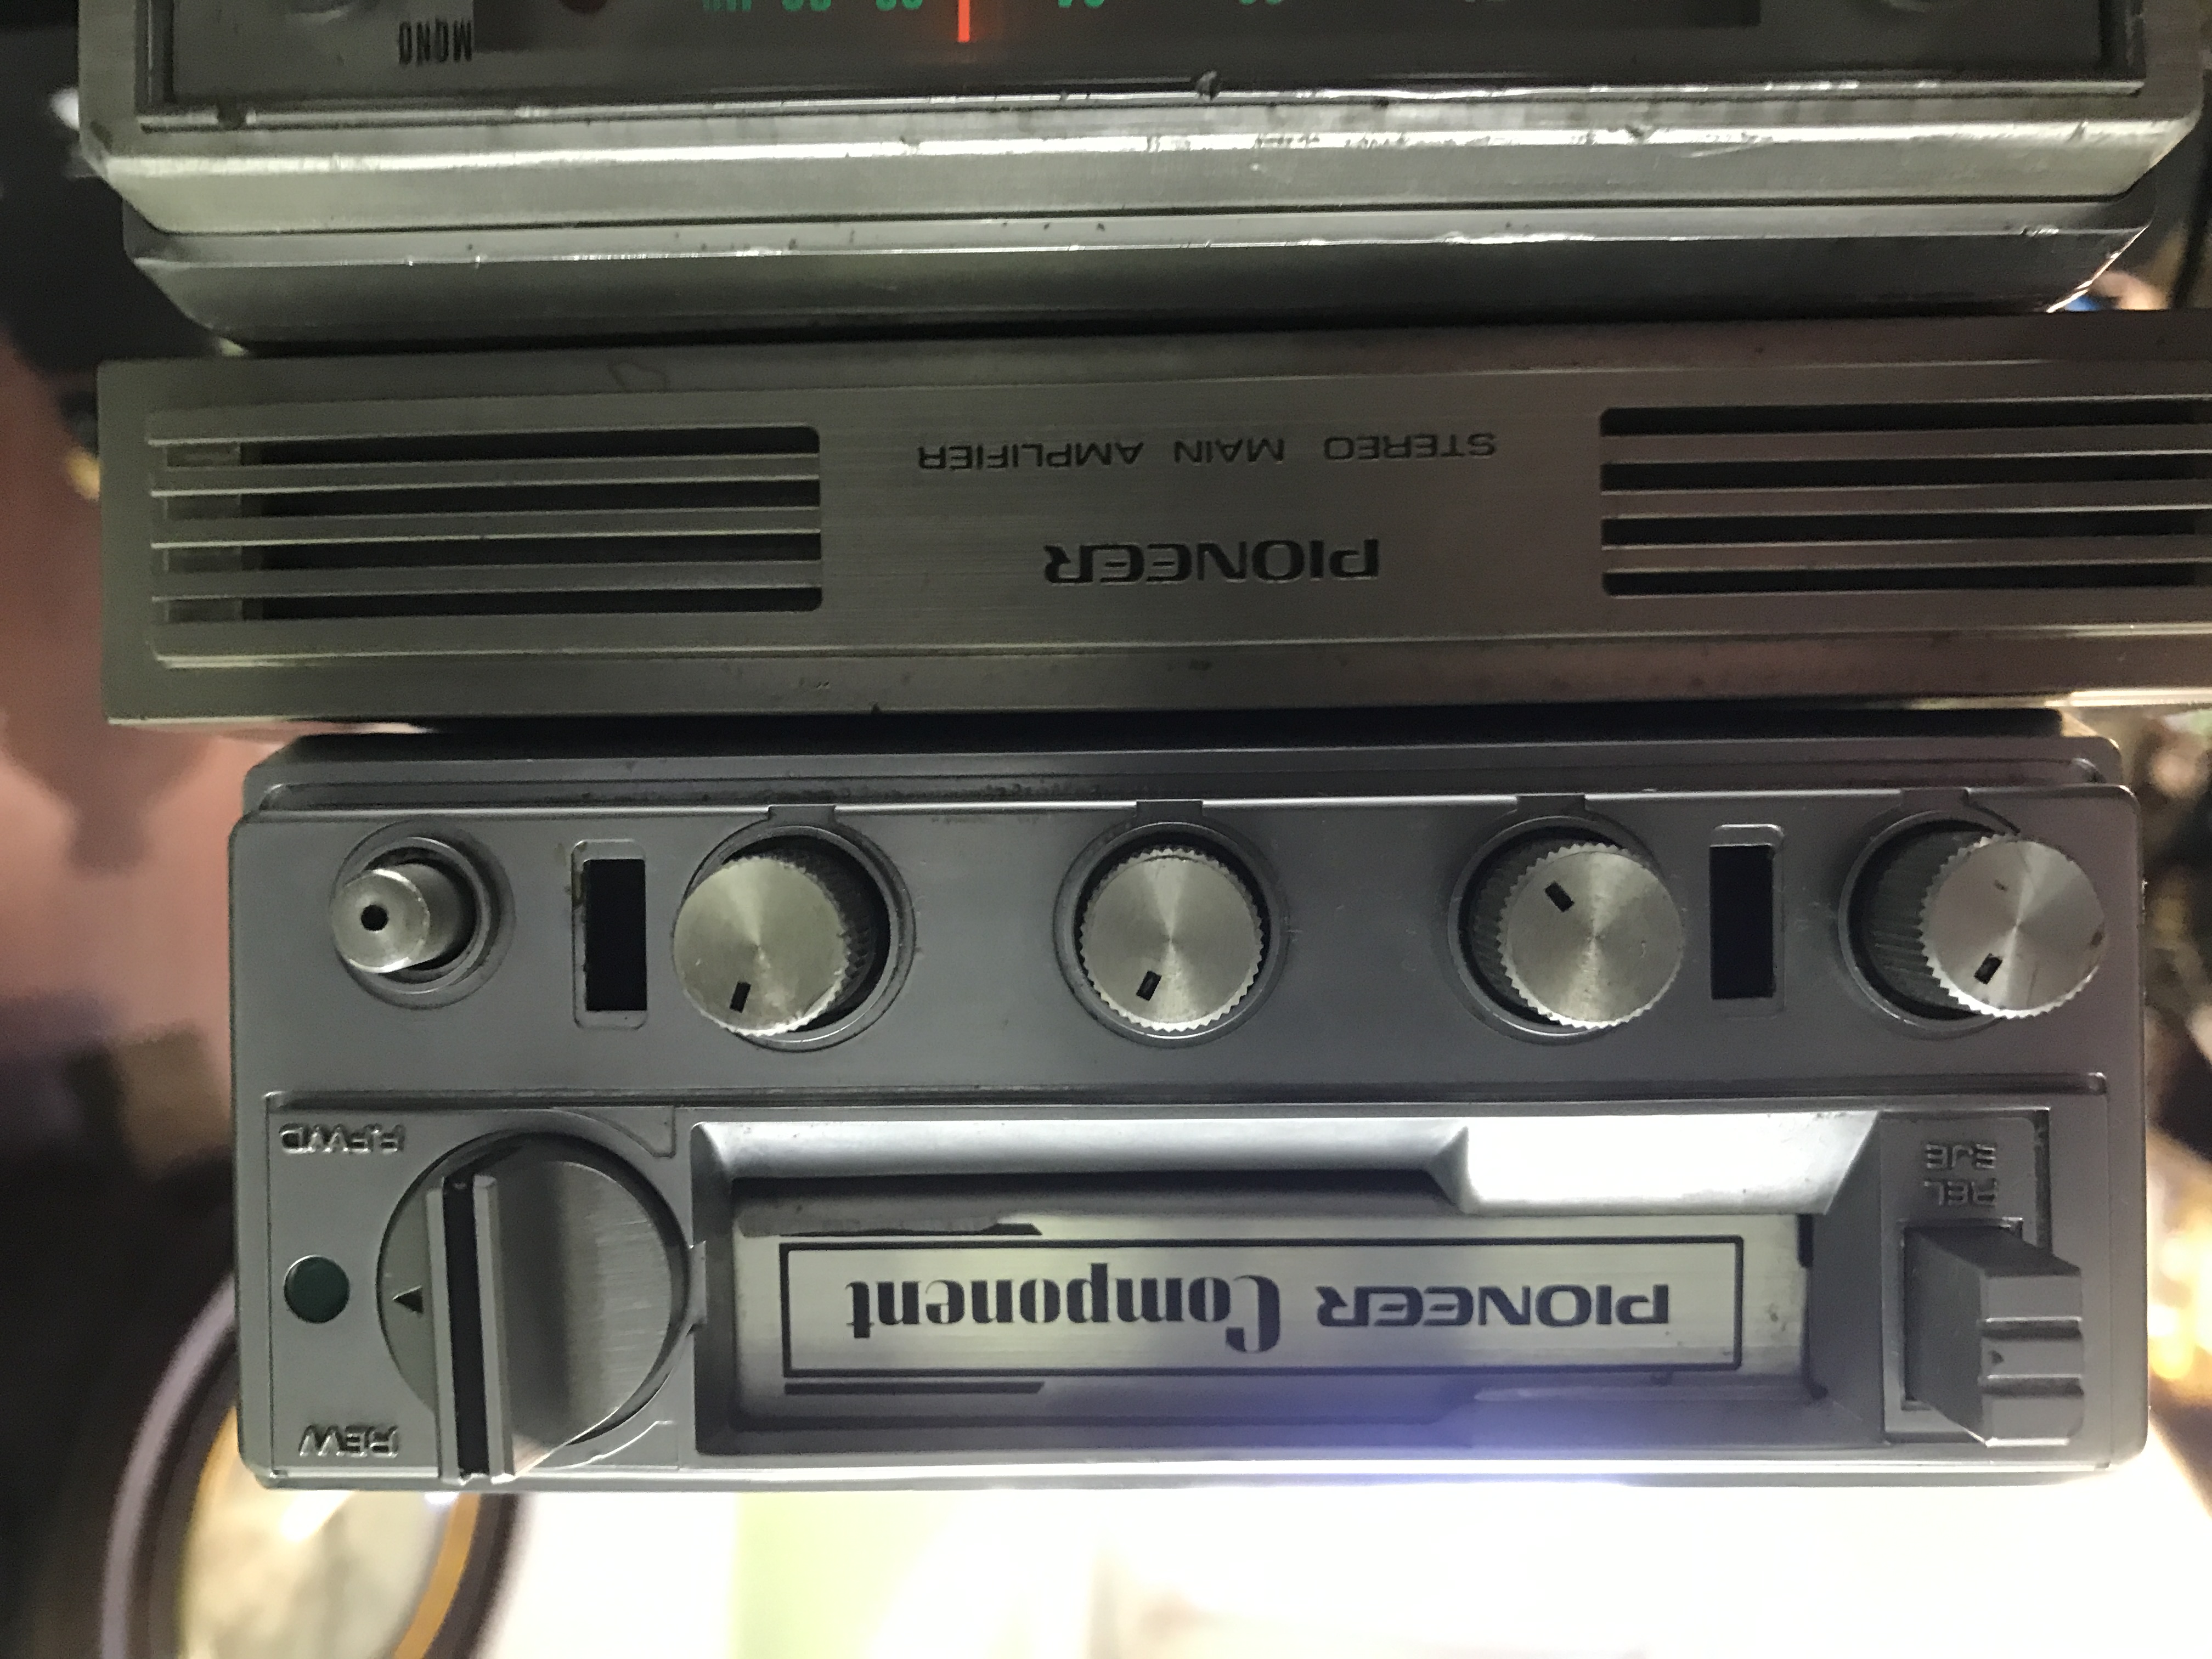 REW
PIONEER Component
REL
EJE
F.FWD
PIONEER
STEREO MAIN AMPLIFIER
MONO